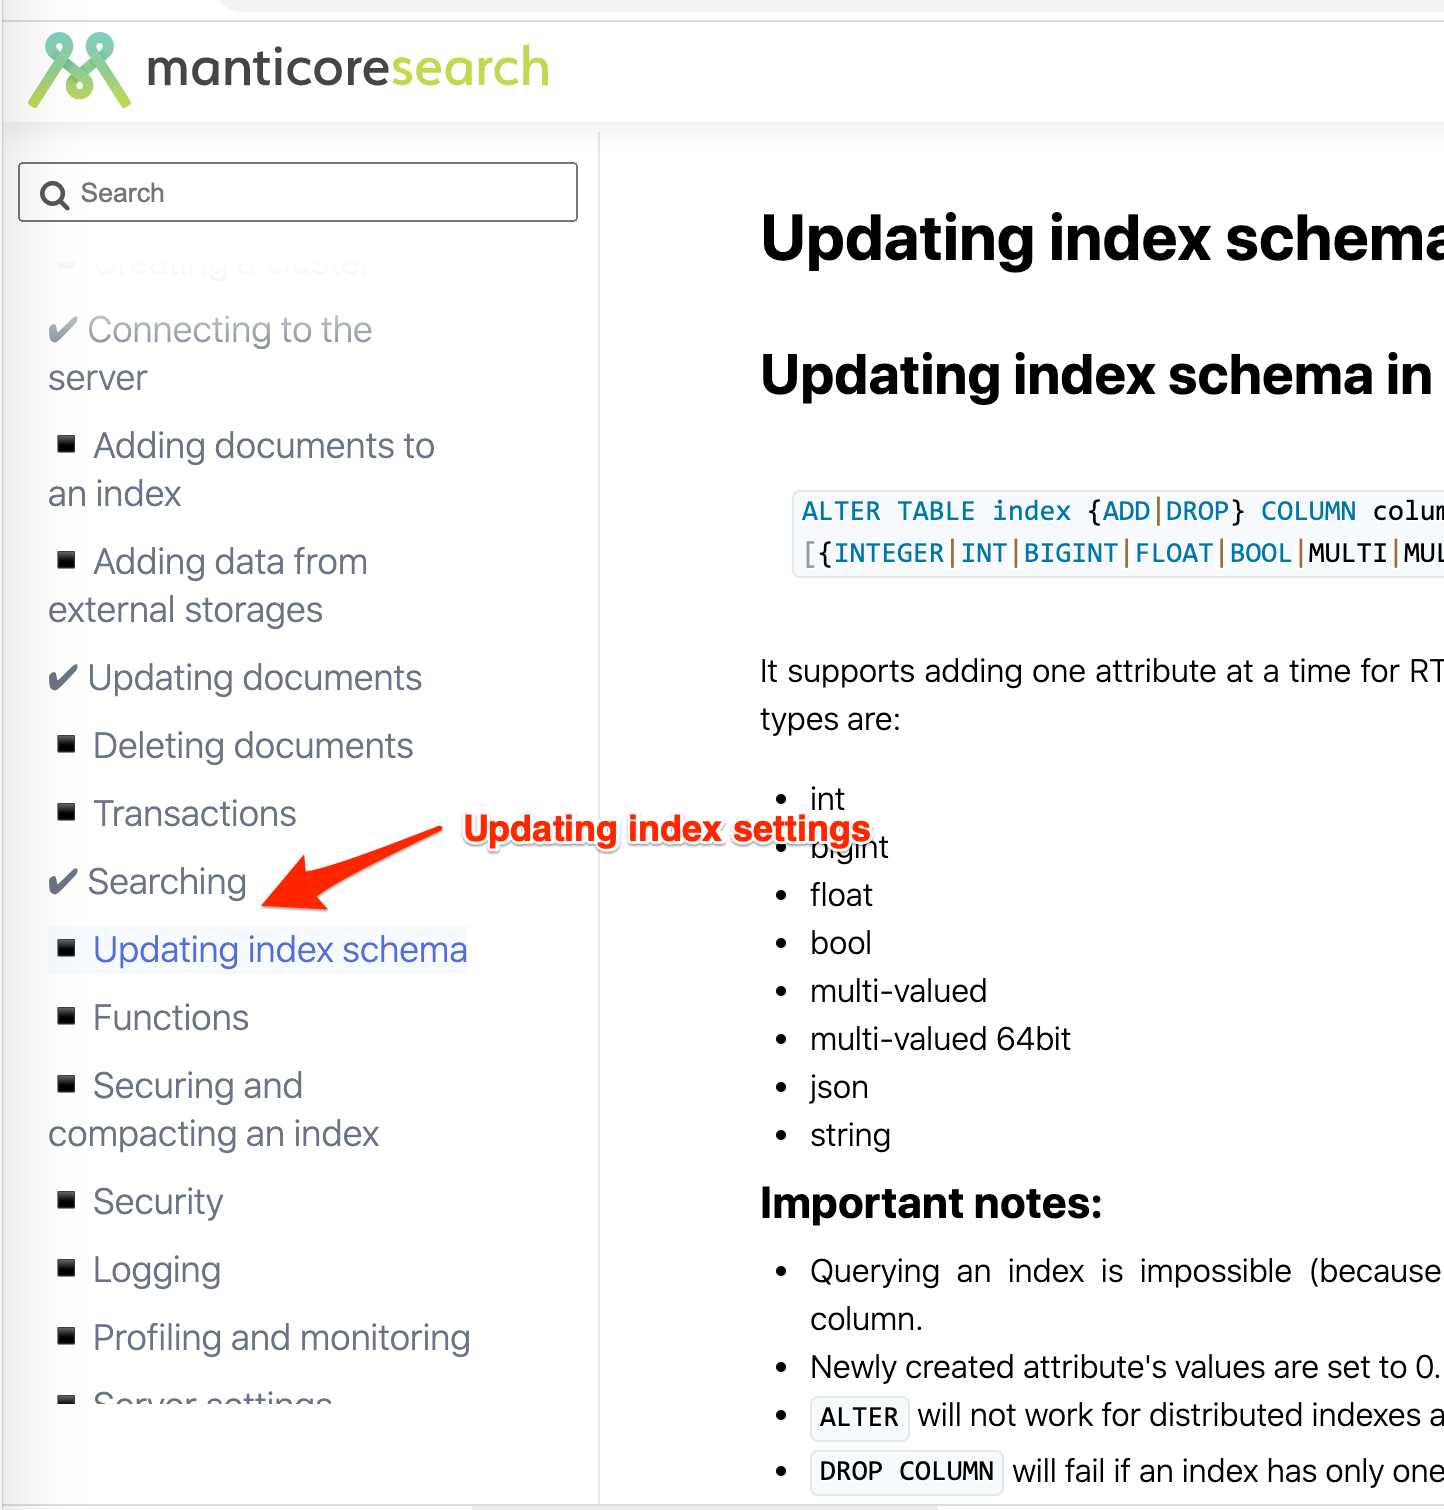 manticoresearch
Search
Creating a cluster
✔ Connecting to the
server
Adding documents to
an index
Adding data from
external storages
✔ Updating documents
Deleting documents
Transactions
✔ Searching
Updating index schema
Functions
Securing and
compacting an index
Security
Logging
Profiling and monitoring
Server settings
Updating index settings
Updating index schema
Updating index schema in
ALTER TABLE index {ADD|DROP} COLUMN colum
[{INTEGER|INT|BIGINT|FLOAT|BOOL|MULTI|MUL
It supports adding one attribute at a time for RT
types are:
• int
• bigint
• float
• bool
• multi-valued
• multi-valued 64bit
• json
• string
Important notes:
• Querying an index is impossible (because
column.
• Newly created attribute's values are set to 0.
• ALTER will not work for distributed indexes a
• DROP COLUMN will fail if an index has only one